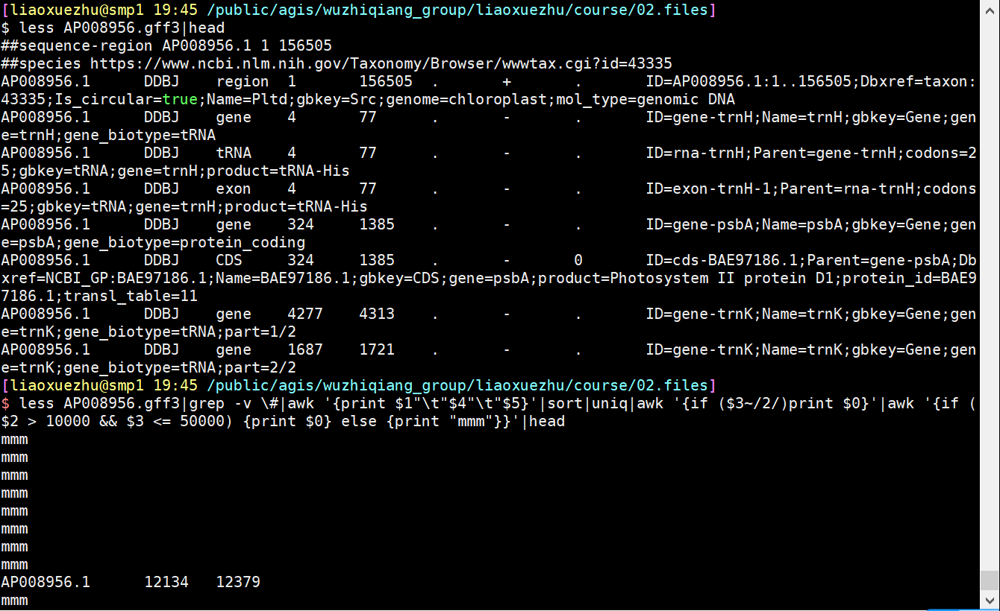 [liaoxuezhu@smp1 19:45 /public/agis/wuzhiqiang_group/liaoxuezhu/course/02.files]
$ less AP008956.gff3|head
##sequence-region AP008956.1 1 156505
##species https://www.ncbi.nlm.nih.gov/Taxonomy/Browser/wwwtax.cgi?id=43335
AP008956.1      DDBJ    region  1       156505  .       +       .       ID=AP008956.1:1..156505;Dbxref=taxon:
43335;Is_circular=true;Name=Pltd;gbkey=Src;genome=chloroplast;mol_type=genomic DNA
AP008956.1      DDBJ    gene    4       77      .       -       .       ID=gene-trnH;Name=trnH;gbkey=Gene;gen
e=trnH;gene_biotype=tRNA
AP008956.1      DDBJ    tRNA    4       77      .       -       .       ID=rna-trnH;Parent=gene-trnH;codons=2
5;gbkey=tRNA;gene=trnH;product=tRNA-His
AP008956.1      DDBJ    exon    4       77      .       -       .       ID=exon-trnH-1;Parent=rna-trnH;codons
=25;gbkey=tRNA;gene=trnH;product=tRNA-His
AP008956.1      DDBJ    gene    324     1385    .       -       .       ID=gene-psbA;Name=psbA;gbkey=Gene;gen
e=psbA;gene_biotype=protein_coding
AP008956.1      DDBJ    CDS     324     1385    .       -       0       ID=cds-BAE97186.1;Parent=gene-psbA;Db
xref=NCBI_GP:BAE97186.1;Name=BAE97186.1;gbkey=CDS;gene=psbA;product=Photosystem II protein D1;protein_id=BAE9
7186.1;transl_table=11
AP008956.1      DDBJ    gene    4277    4313    .       -       .       ID=gene-trnK;Name=trnK;gbkey=Gene;gen
e=trnK;gene_biotype=tRNA;part=1/2
AP008956.1      DDBJ    gene    1687    1721    .       -       .       ID=gene-trnK;Name=trnK;gbkey=Gene;gen
e=trnK;gene_biotype=tRNA;part=2/2
[liaoxuezhu@smp1 19:45 /public/agis/wuzhiqiang_group/liaoxuezhu/course/02.files]
$ less AP008956.gff3|grep -v \#|awk '{print $1"\t"$4"\t"$5}'|sort|uniq|awk '{if ($3~/2/)print $0}'|awk '{if (
$2 > 10000 && $3 <= 50000) {print $0} else {print "mmm"}}'|head
mmm
mmm
mmm
mmm
mmm
mmm
mmm
mmm
AP008956.1      12134   12379
mmm